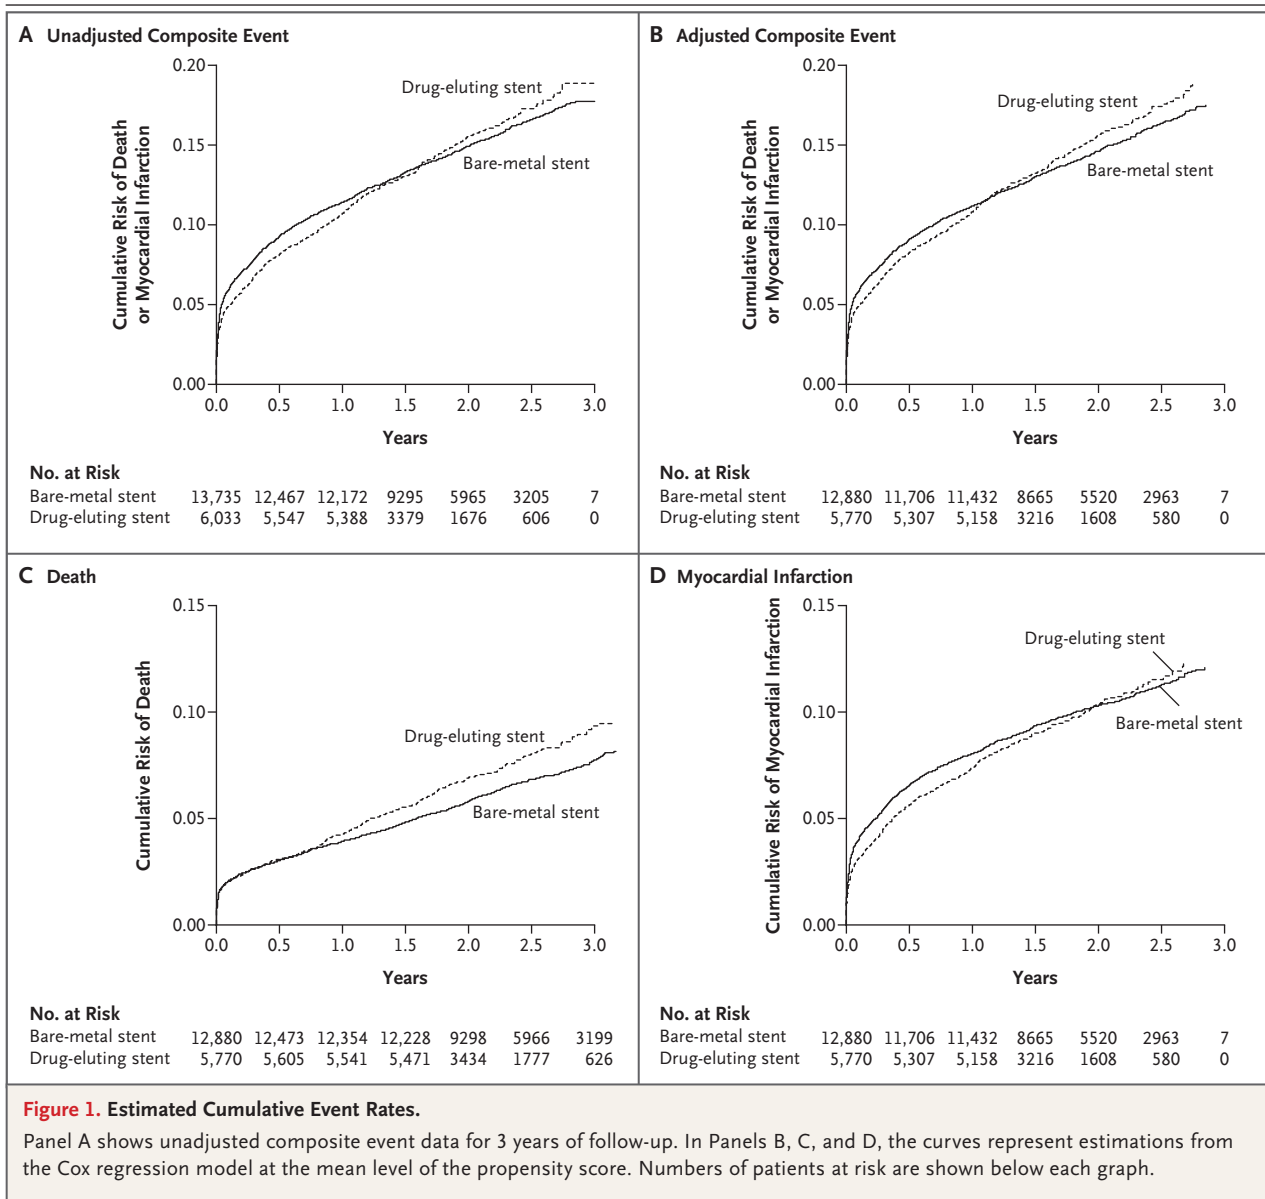 A Unadjusted Composite Event
Cumulative Risk of Death
or Myocardial Infarction
0.20
0.15
0.10
0.05
0.00
Drug-eluting stent
Bare-metal stent
0.0 0.5 1.0 1.5 2.0 2.5 3.0
Years
No. at Risk
Bare-metal stent 13,735 12,467 12,172 9295 5965 3205 7
Drug-eluting stent 6,033 5,547 5,388 3379 1676 606 0
B Adjusted Composite Event
Cumulative Risk of Death
or Myocardial Infarction
0.20
0.15
0.10
0.05
0.00
Drug-eluting stent
Bare-metal stent
0.0 0.5 1.0 1.5 2.0 2.5 3.0
Years
No. at Risk
Bare-metal stent 12,880 11,706 11,432 8665 5520 2963 7
Drug-eluting stent 5,770 5,307 5,158 3216 1608 580 0
C Death
Cumulative Risk of Death
0.15
0.10
0.05
0.00
Drug-eluting stent
Bare-metal stent
0.0 0.5 1.0 1.5 2.0 2.5 3.0
Years
No. at Risk
Bare-metal stent 12,880 12,473 12,354 12,228 9298 5966 3199
Drug-eluting stent 5,770 5,605 5,541 5,471 3434 1777 626
D Myocardial Infarction
Cumulative Risk of Myocardial Infarction
0.15
0.10
0.05
0.00
Drug-eluting stent
Bare-metal stent
0.0 0.5 1.0 1.5 2.0 2.5 3.0
Years
No. at Risk
Bare-metal stent 12,880 11,706 11,432 8665 5520 2963 7
Drug-eluting stent 5,770 5,307 5,158 3216 1608 580 0
Figure 1. Estimated Cumulative Event Rates.
Panel A shows unadjusted composite event data for 3 years of follow-up. In Panels B, C, and D, the curves represent estimations from
the Cox regression model at the mean level of the propensity score. Numbers of patients at risk are shown below each graph.